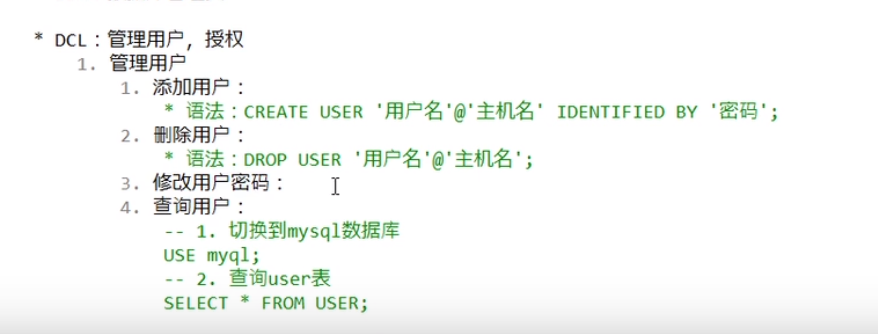 * DCL：管理用户，授权
1. 管理用户
1. 添加用户：
* 语法：CREATE USER '用户名'@'主机名' IDENTIFIED BY '密码';
2. 删除用户：
* 语法：DROP USER '用户名'@'主机名';
3. 修改用户密码：
4. 查询用户：
-- 1. 切换到mysql数据库
USE myql;
-- 2. 查询user表
SELECT * FROM USER;